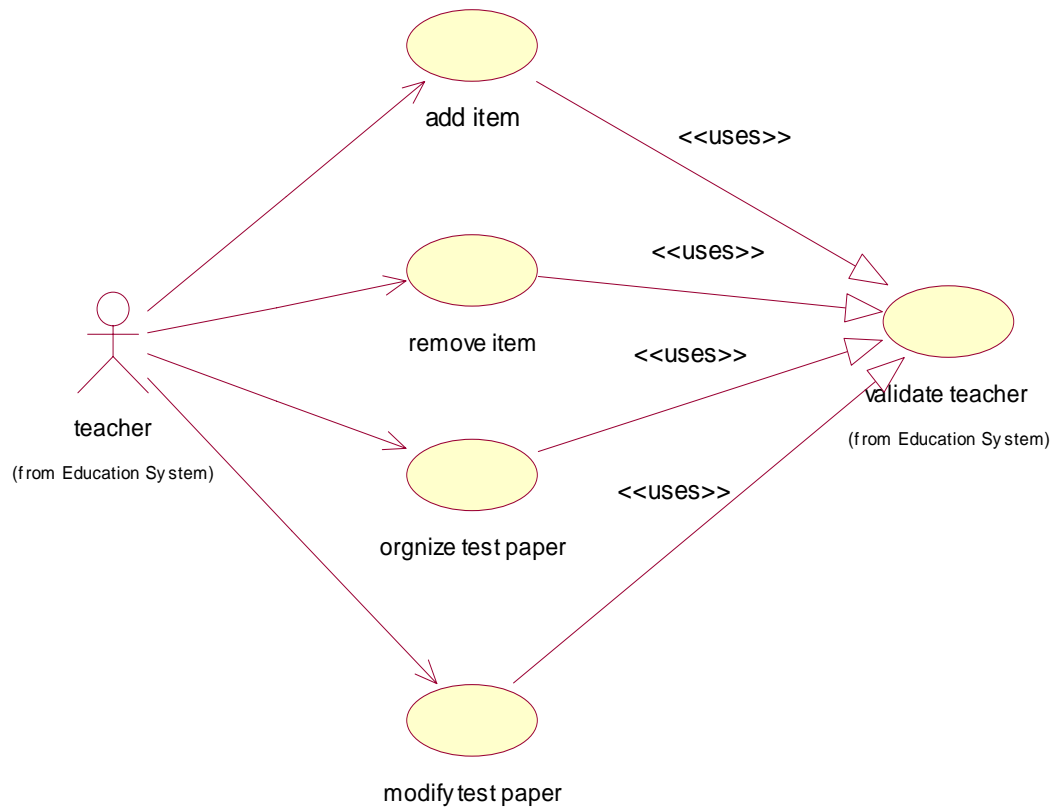 add item
<<uses>>
<<uses>>
remove item
<<uses>>
validate teacher
(from Education System)
teacher
(from Education System)
<<uses>>
orgnize test paper
modify test paper